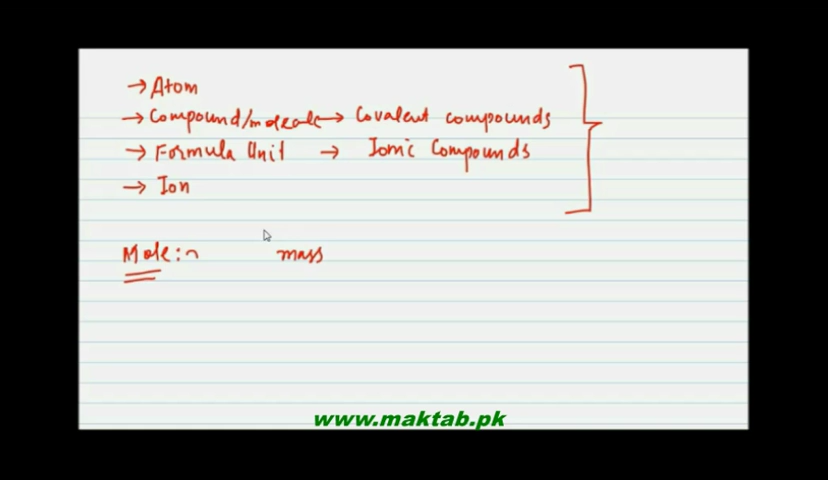 → Atom
→ Compound/molecule → Covalent compounds
→ Formula Unit → Ionic Compounds
→ Ion
Mole :~ mass
www.maktab.pk